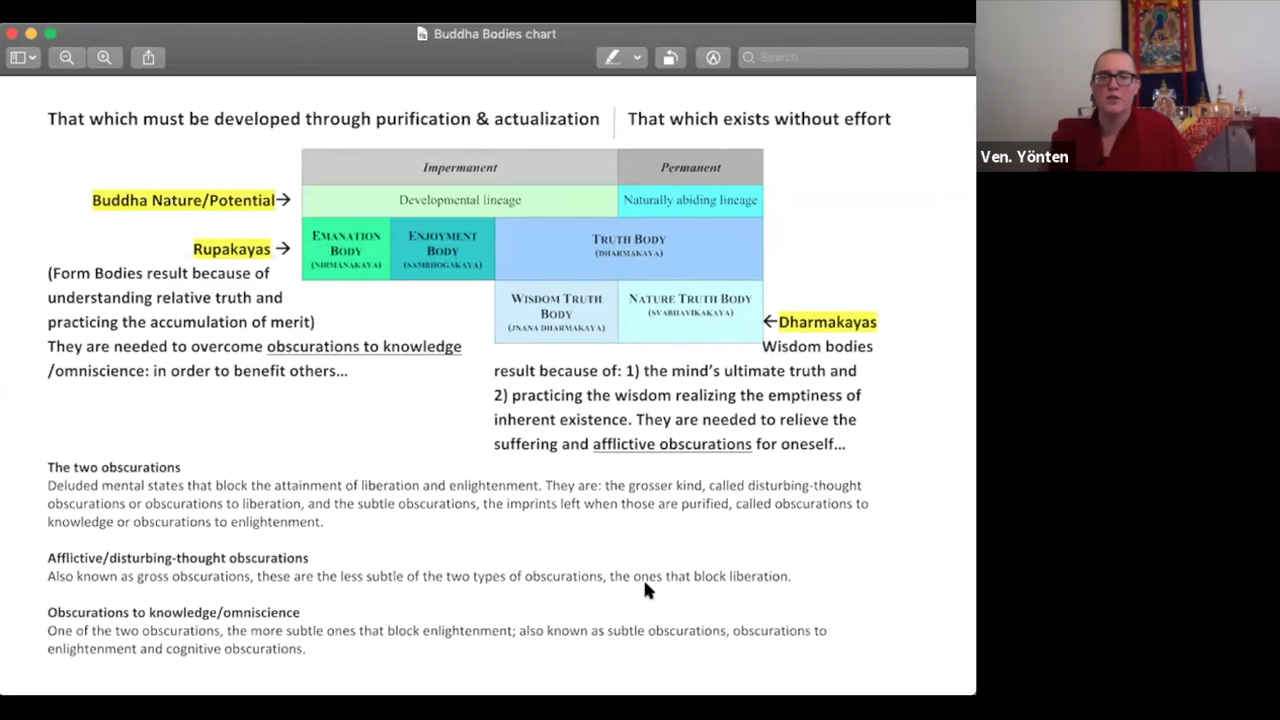 Buddha Bodies chart
Search
That which must be developed through purification & actualization
That which exists without effort
Impermanent
Permanent
Buddha Nature/Potential →
Developmental lineage
Naturally abiding lineage
Rupakayas →
EMANATION
BODY
(NIRMANAKAYA)
ENJOYMENT
BODY
(SAMBHOGAKAYA)
TRUTH BODY
(DHARMAKAYA)
(Form Bodies result because of
understanding relative truth and
practicing the accumulation of merit)
They are needed to overcome obscurations to knowledge
/omniscience: in order to benefit others...
WISDOM TRUTH
BODY
(JNANA DHARMAKAYA)
NATURE TRUTH BODY
(SVABHAVIKAKAYA)
←Dharmakayas
Wisdom bodies
result because of: 1) the mind's ultimate truth and
2) practicing the wisdom realizing the emptiness of
inherent existence. They are needed to relieve the
suffering and afflictive obscurations for oneself...
The two obscurations
Deluded mental states that block the attainment of liberation and enlightenment. They are: the grosser kind, called disturbing-thought
obscurations or obscurations to liberation, and the subtle obscurations, the imprints left when those are purified, called obscurations to
knowledge or obscurations to enlightenment.
Afflictive/disturbing-thought obscurations
Also known as gross obscurations, these are the less subtle of the two types of obscurations, the ones that block liberation.
Obscurations to knowledge/omniscience
One of the two obscurations, the more subtle ones that block enlightenment; also known as subtle obscurations, obscurations to
enlightenment and cognitive obscurations.
Ven. Yönten